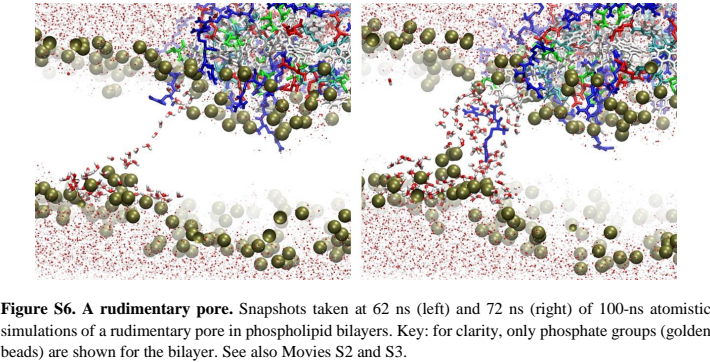 Figure S6. A rudimentary pore. Snapshots taken at 62 ns (left) and 72 ns (right) of 100-ns atomistic
simulations of a rudimentary pore in phospholipid bilayers. Key: for clarity, only phosphate groups (golden
beads) are shown for the bilayer. See also Movies S2 and S3.